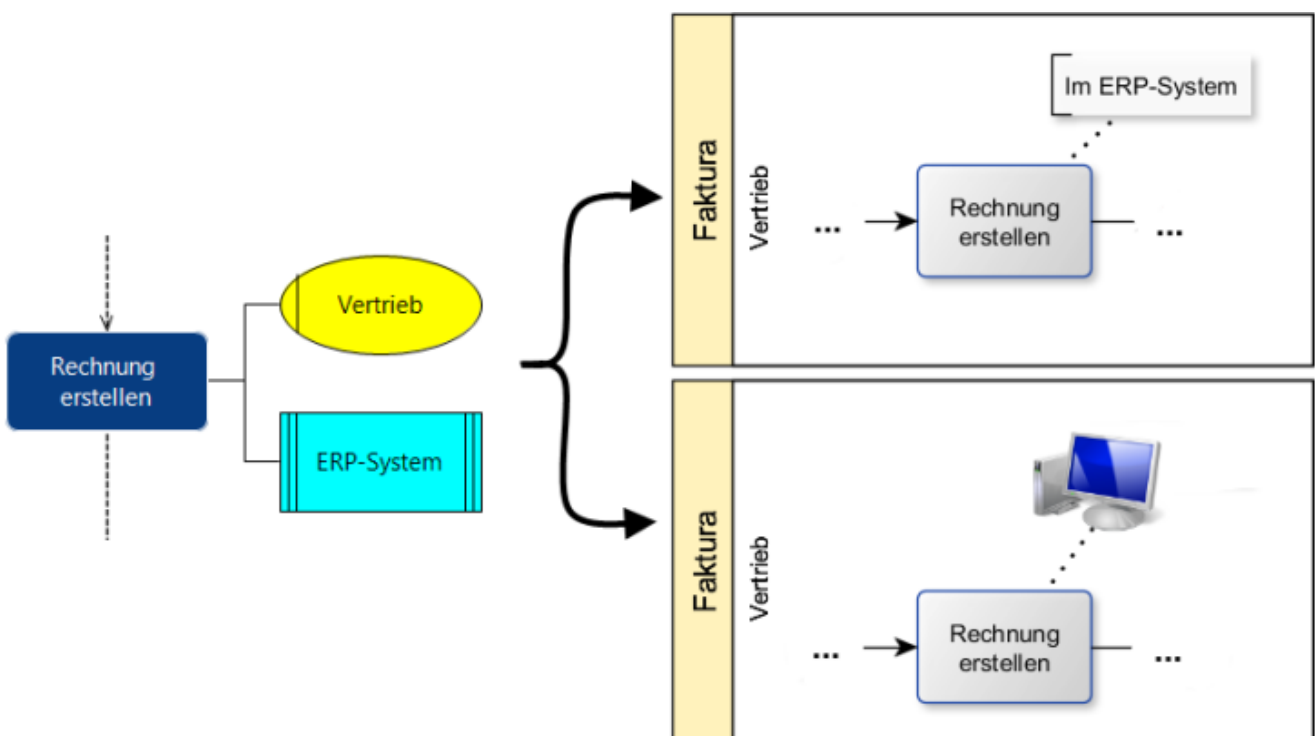 Rechnung
erstellen
Vertrieb
ERP-System
Faktura
Vertrieb
Im ERP-System
...
Rechnung
erstellen
...
Faktura
Vertrieb
...
Rechnung
erstellen
...